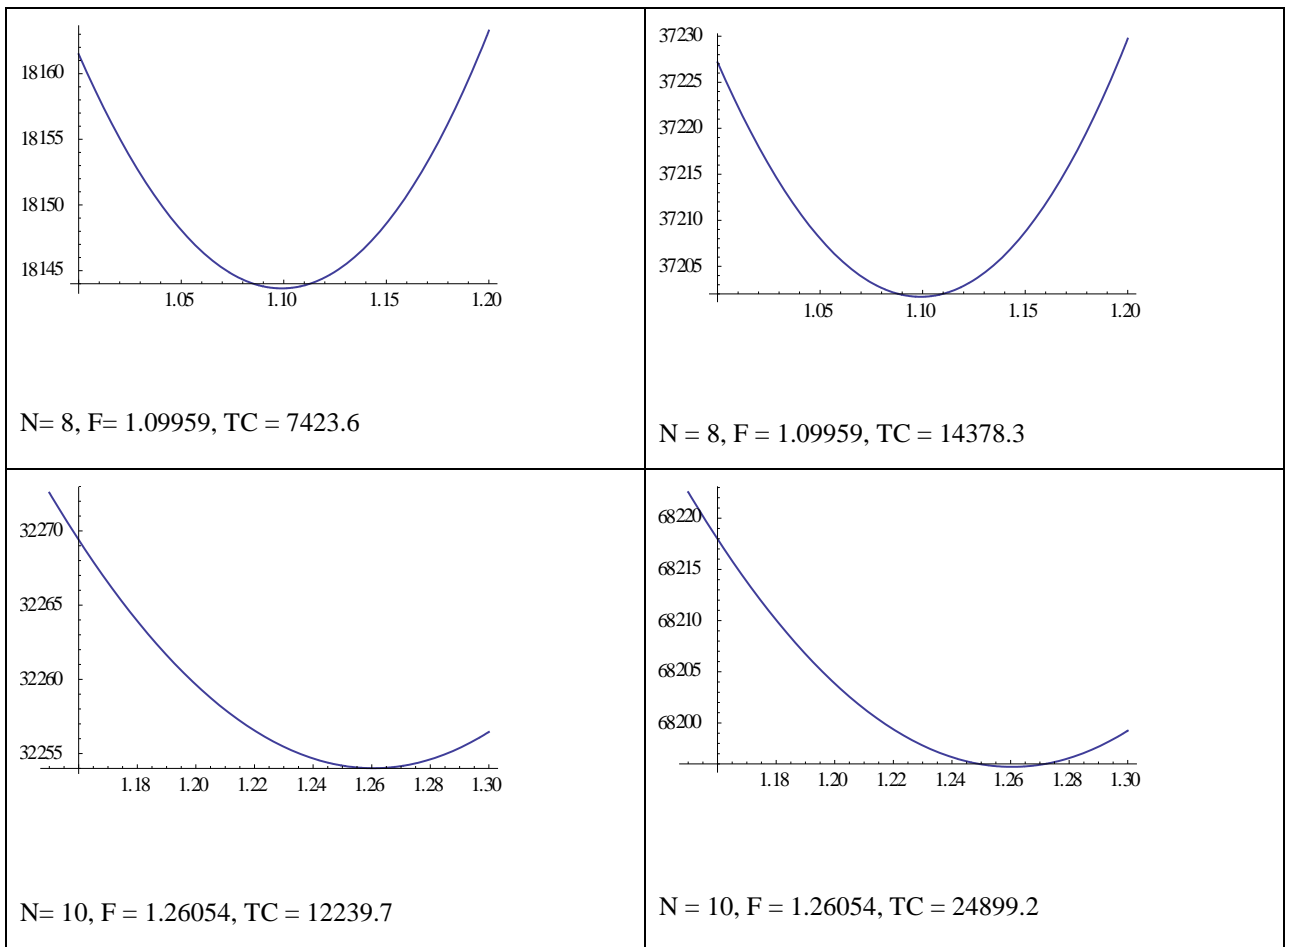 18160
18155
18150
18145
1.05 1.10 1.15 1.20
N= 8, F= 1.09959, TC = 7423.6
37230
37225
37220
37215
37210
37205
1.05 1.10 1.15 1.20
N = 8, F = 1.09959, TC = 14378.3
32270
32265
32260
32255
1.18 1.20 1.22 1.24 1.26 1.28 1.30
N= 10, F = 1.26054, TC = 12239.7
68220
68215
68210
68205
68200
1.18 1.20 1.22 1.24 1.26 1.28 1.30
N = 10, F = 1.26054, TC = 24899.2